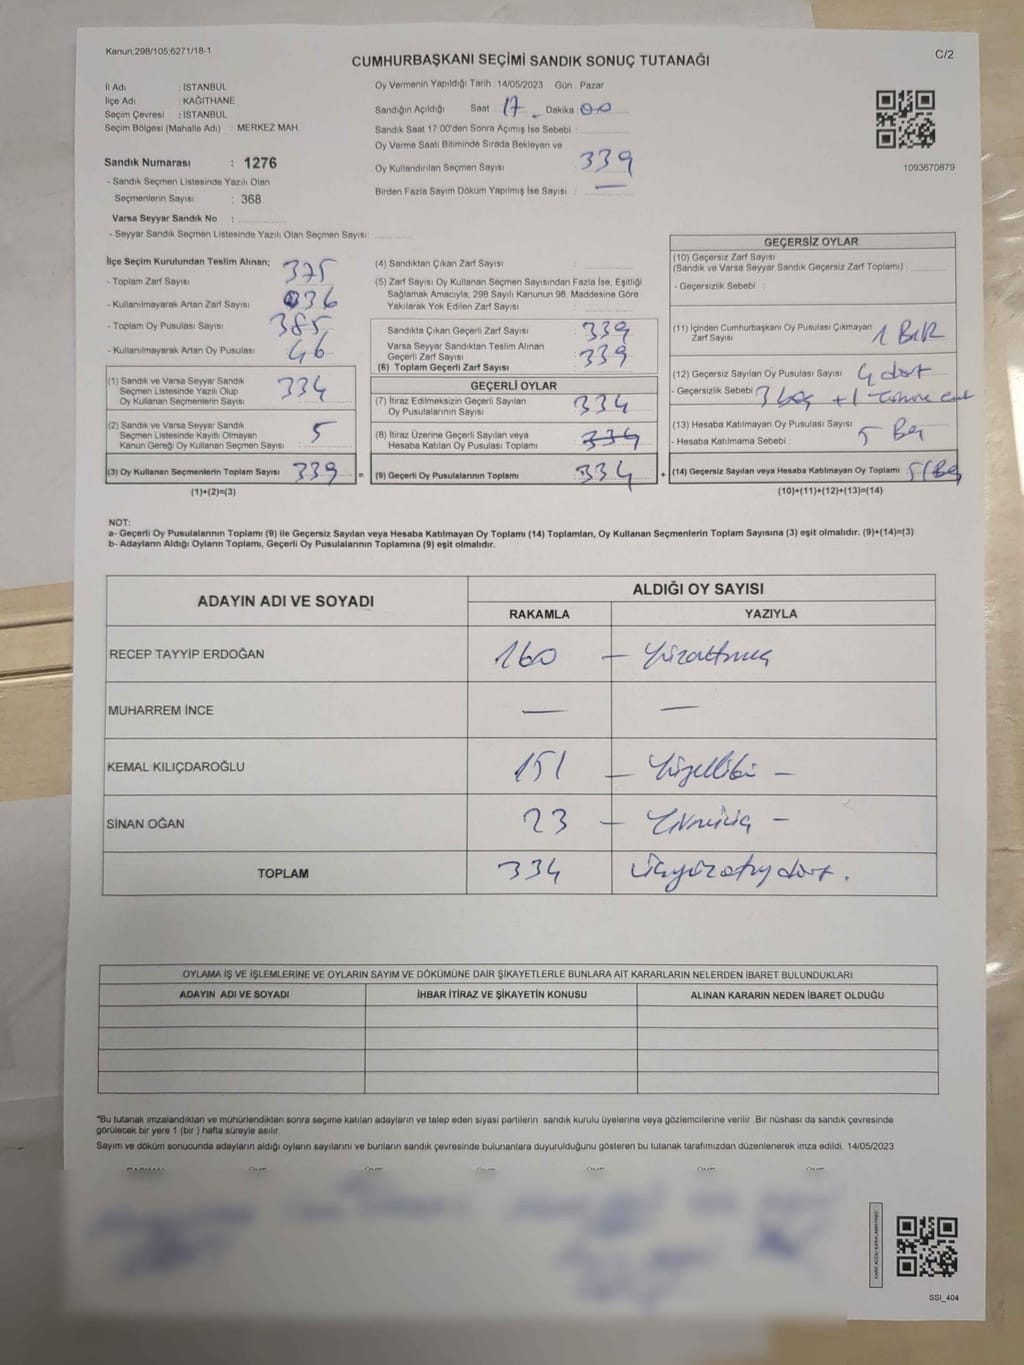 Kanun;298/105,6271/18-1
CUMHURBAŞKANI SEÇİMİ SANDIK SONUÇ TUTANAĞI
C/2
İl Adı : İSTANBUL
İlçe Adı : KAĞITHANE
Seçim Çevresi : İSTANBUL
Seçim Bölgesi (Mahalle Adı) : MERKEZ MAH.
Oy Vermenin Yapıldığı Tarih :14/05/2023 Gün : Pazar
Sandığın Açıldığı Saat : 17 Dakika : 00
Sandık Saat 17:00'den Sonra Açılmış İse Sebebi :
Oy Verme Saati Bitiminde Sırada Bekleyen ve
Oy Kullandırılan Seçmen Sayısı : 339
Birden Fazla Sayım Döküm Yapılmış İse Sayısı : —
1093670879
Sandık Numarası : 1276
- Sandık Seçmen Listesinde Yazılı Olan
Seçmenlerin Sayısı : 368
Varsa Seyyar Sandık No :
- Seyyar Sandık Seçmen Listesinde Yazılı Olan Seçmen Sayısı:
İlçe Seçim Kurulundan Teslim Alınan;
- Toplam Zarf Sayısı : 375
- Kullanılmayarak Artan Zarf Sayısı : 036
- Toplam Oy Pusulası Sayısı : 385
- Kullanılmayarak Artan Oy Pusulası : 46
(1) Sandık ve Varsa Seyyar Sandık
Seçmen Listesinde Yazılı Olup
Oy Kullanan Seçmenlerin Sayısı : 334
(2) Sandık ve Varsa Seyyar Sandık
Seçmen Listesinde Kayıtlı Olmayan
Kanun Gereği Oy Kullanan Seçmen Sayısı : 5
(3) Oy Kullanan Seçmenlerin Toplam Sayısı : 339 =
(1)+(2)=(3)
(4) Sandıktan Çıkan Zarf Sayısı :
(5) Zarf Sayısı Oy Kullanan Seçmen Sayısından Fazla İse, Eşitliği
Sağlamak Amacıyla, 298 Sayılı Kanunun 98. Maddesine Göre
Yakılarak Yok Edilen Zarf Sayısı :
Sandıkta Çıkan Geçerli Zarf Sayısı : 339
Varsa Seyyar Sandıktan Teslim Alınan
Geçerli Zarf Sayısı :
(6) Toplam Geçerli Zarf Sayısı : 339
GEÇERLİ OYLAR
(7) İtiraz Edilmeksizin Geçerli Sayılan
Oy Pusulalarının Sayısı : 334
(8) İtiraz Üzerine Geçerli Sayılan veya
Hesaba Katılan Oy Pusulası Toplamı : 334
(9) Geçerli Oy Pusulalarının Toplamı : 334 +
GEÇERSİZ OYLAR
(10) Geçersiz Zarf Sayısı
(Sandık ve Varsa Seyyar Sandık Geçersiz Zarf Toplamı) :
- Geçersizlik Sebebi :
(11) İçinden Cumhurbaşkanı Oy Pusulası Çıkmayan
Zarf Sayısı : 1 BİR
(12) Geçersiz Sayılan Oy Pusulası Sayısı : 4 dört
- Geçersizlik Sebebi : 3 boş + 1
(13) Hesaba Katılmayan Oy Pusulası Sayısı : 5 Beş
- Hesaba Katılmama Sebebi :
(14) Geçersiz Sayılan veya Hesaba Katılmayan Oy Toplamı : 5/Beş
(10)+(11)+(12)+(13)=(14)
NOT:
a- Geçerli Oy Pusulalarının Toplamı (9) ile Geçersiz Sayılan veya Hesaba Katılmayan Oy Toplamı (14) Toplamları, Oy Kullanan Seçmenlerin Toplam Sayısına (3) eşit olmalıdır. (9)+(14)=(3)
b- Adayların Aldığı Oyların Toplamı, Geçerli Oy Pusulalarının Toplamına (9) eşit olmalıdır.
ADAYIN ADI VE SOYADI
ALDIĞI OY SAYISI
RAKAMLA YAZIYLA
RECEP TAYYİP ERDOĞAN 160 — Yüzaltmış
MUHARREM İNCE — —
KEMAL KILIÇDAROĞLU 151 — Yüzellibir —
SİNAN OĞAN 23 — Yirmiüç —
TOPLAM 334 Üçyüzotuzdört.
OYLAMA İŞ VE İŞLEMLERİNE VE OYLARIN SAYIM VE DÖKÜMÜNE DAİR ŞİKAYETLERLE BUNLARA AİT KARARLARIN NELERDEN İBARET BULUNDUKLARI
ADAYIN ADI VE SOYADI İHBAR İTİRAZ VE ŞİKAYETİN KONUSU ALINAN KARARIN NEDEN İBARET OLDUĞU
*Bu tutanak imzalandıktan ve mühürlendikten sonra seçime katılan adayların ve talep eden siyasi partilerin sandık kurulu üyelerine veya gözlemcilerine verilir .Bir nüshası da sandık çevresinde
görülecek bir yere 1 (bir ) hafta süreyle asılır.
Sayım ve döküm sonucunda adayların aldığı oyların sayılarını ve bunların sandık çevresinde bulunanlara duyurulduğunu gösteren bu tutanak tarafımızdan düzenlenerek imza edildi. 14/05/2023
SSI_404